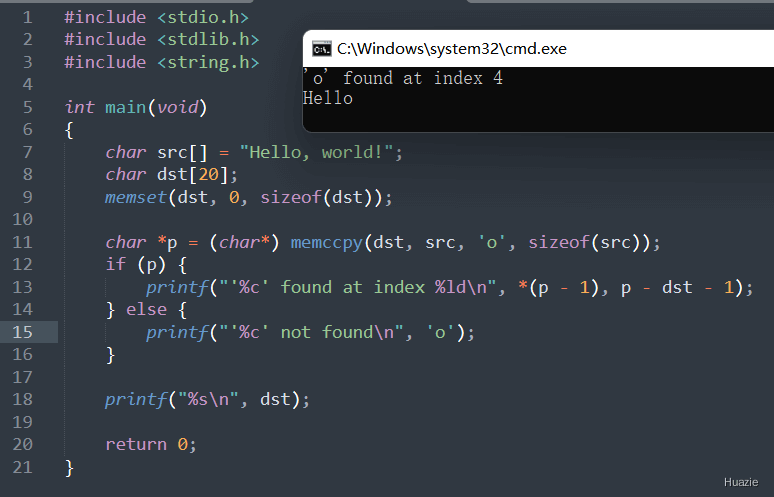 1 #include <stdio.h>
2 #include <stdlib.h>
3 #include <string.h>
4
5 int main(void)
6 {
7     char src[] = "Hello, world!";
8     char dst[20];
9     memset(dst, 0, sizeof(dst));
10
11     char *p = (char*) memccpy(dst, src, 'o', sizeof(src));
12     if (p) {
13         printf("'%c' found at index %ld\n", *(p - 1), p - dst - 1);
14     } else {
15         printf("'%c' not found\n", 'o');
16     }
17
18     printf("%s\n", dst);
19
20     return 0;
21 }
C:\Windows\system32\cmd.exe
'o' found at index 4
Hello
Huazie